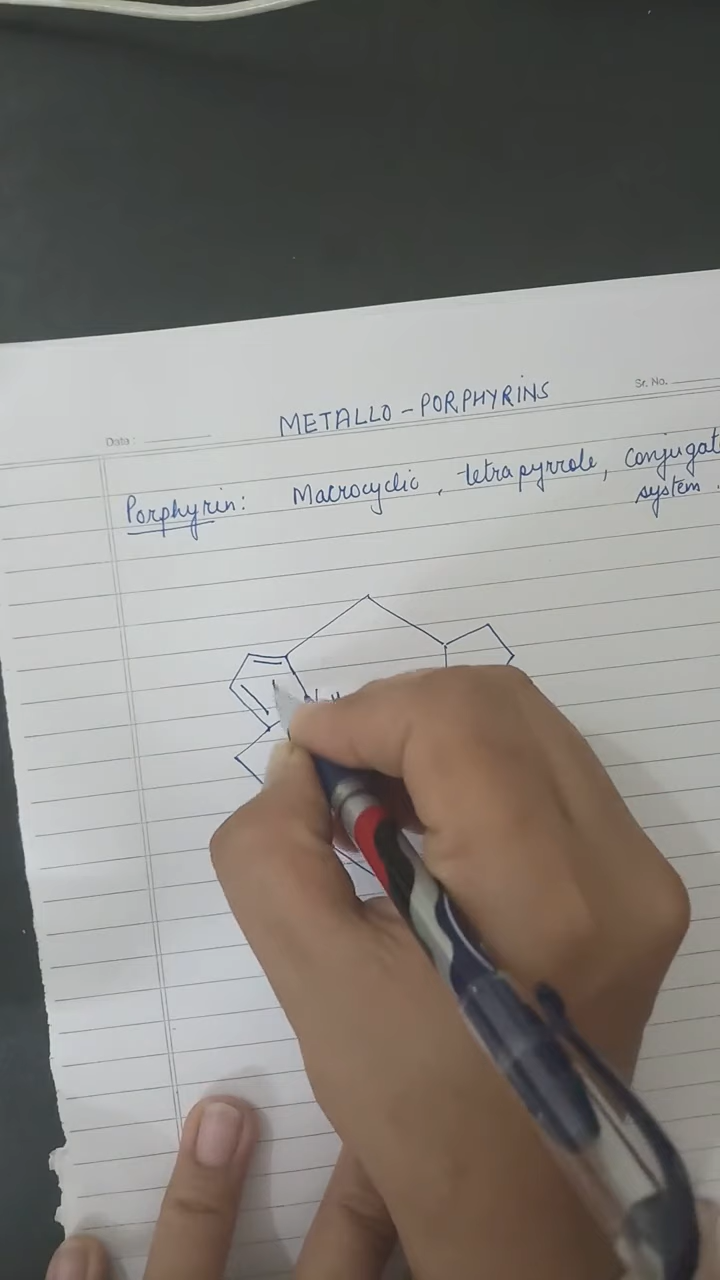 Sr. No.
Date :
METALLO - PORPHYRINS
Porphyrin: Macrocyclic, tetrapyrrole, Conjugat
system.
N H